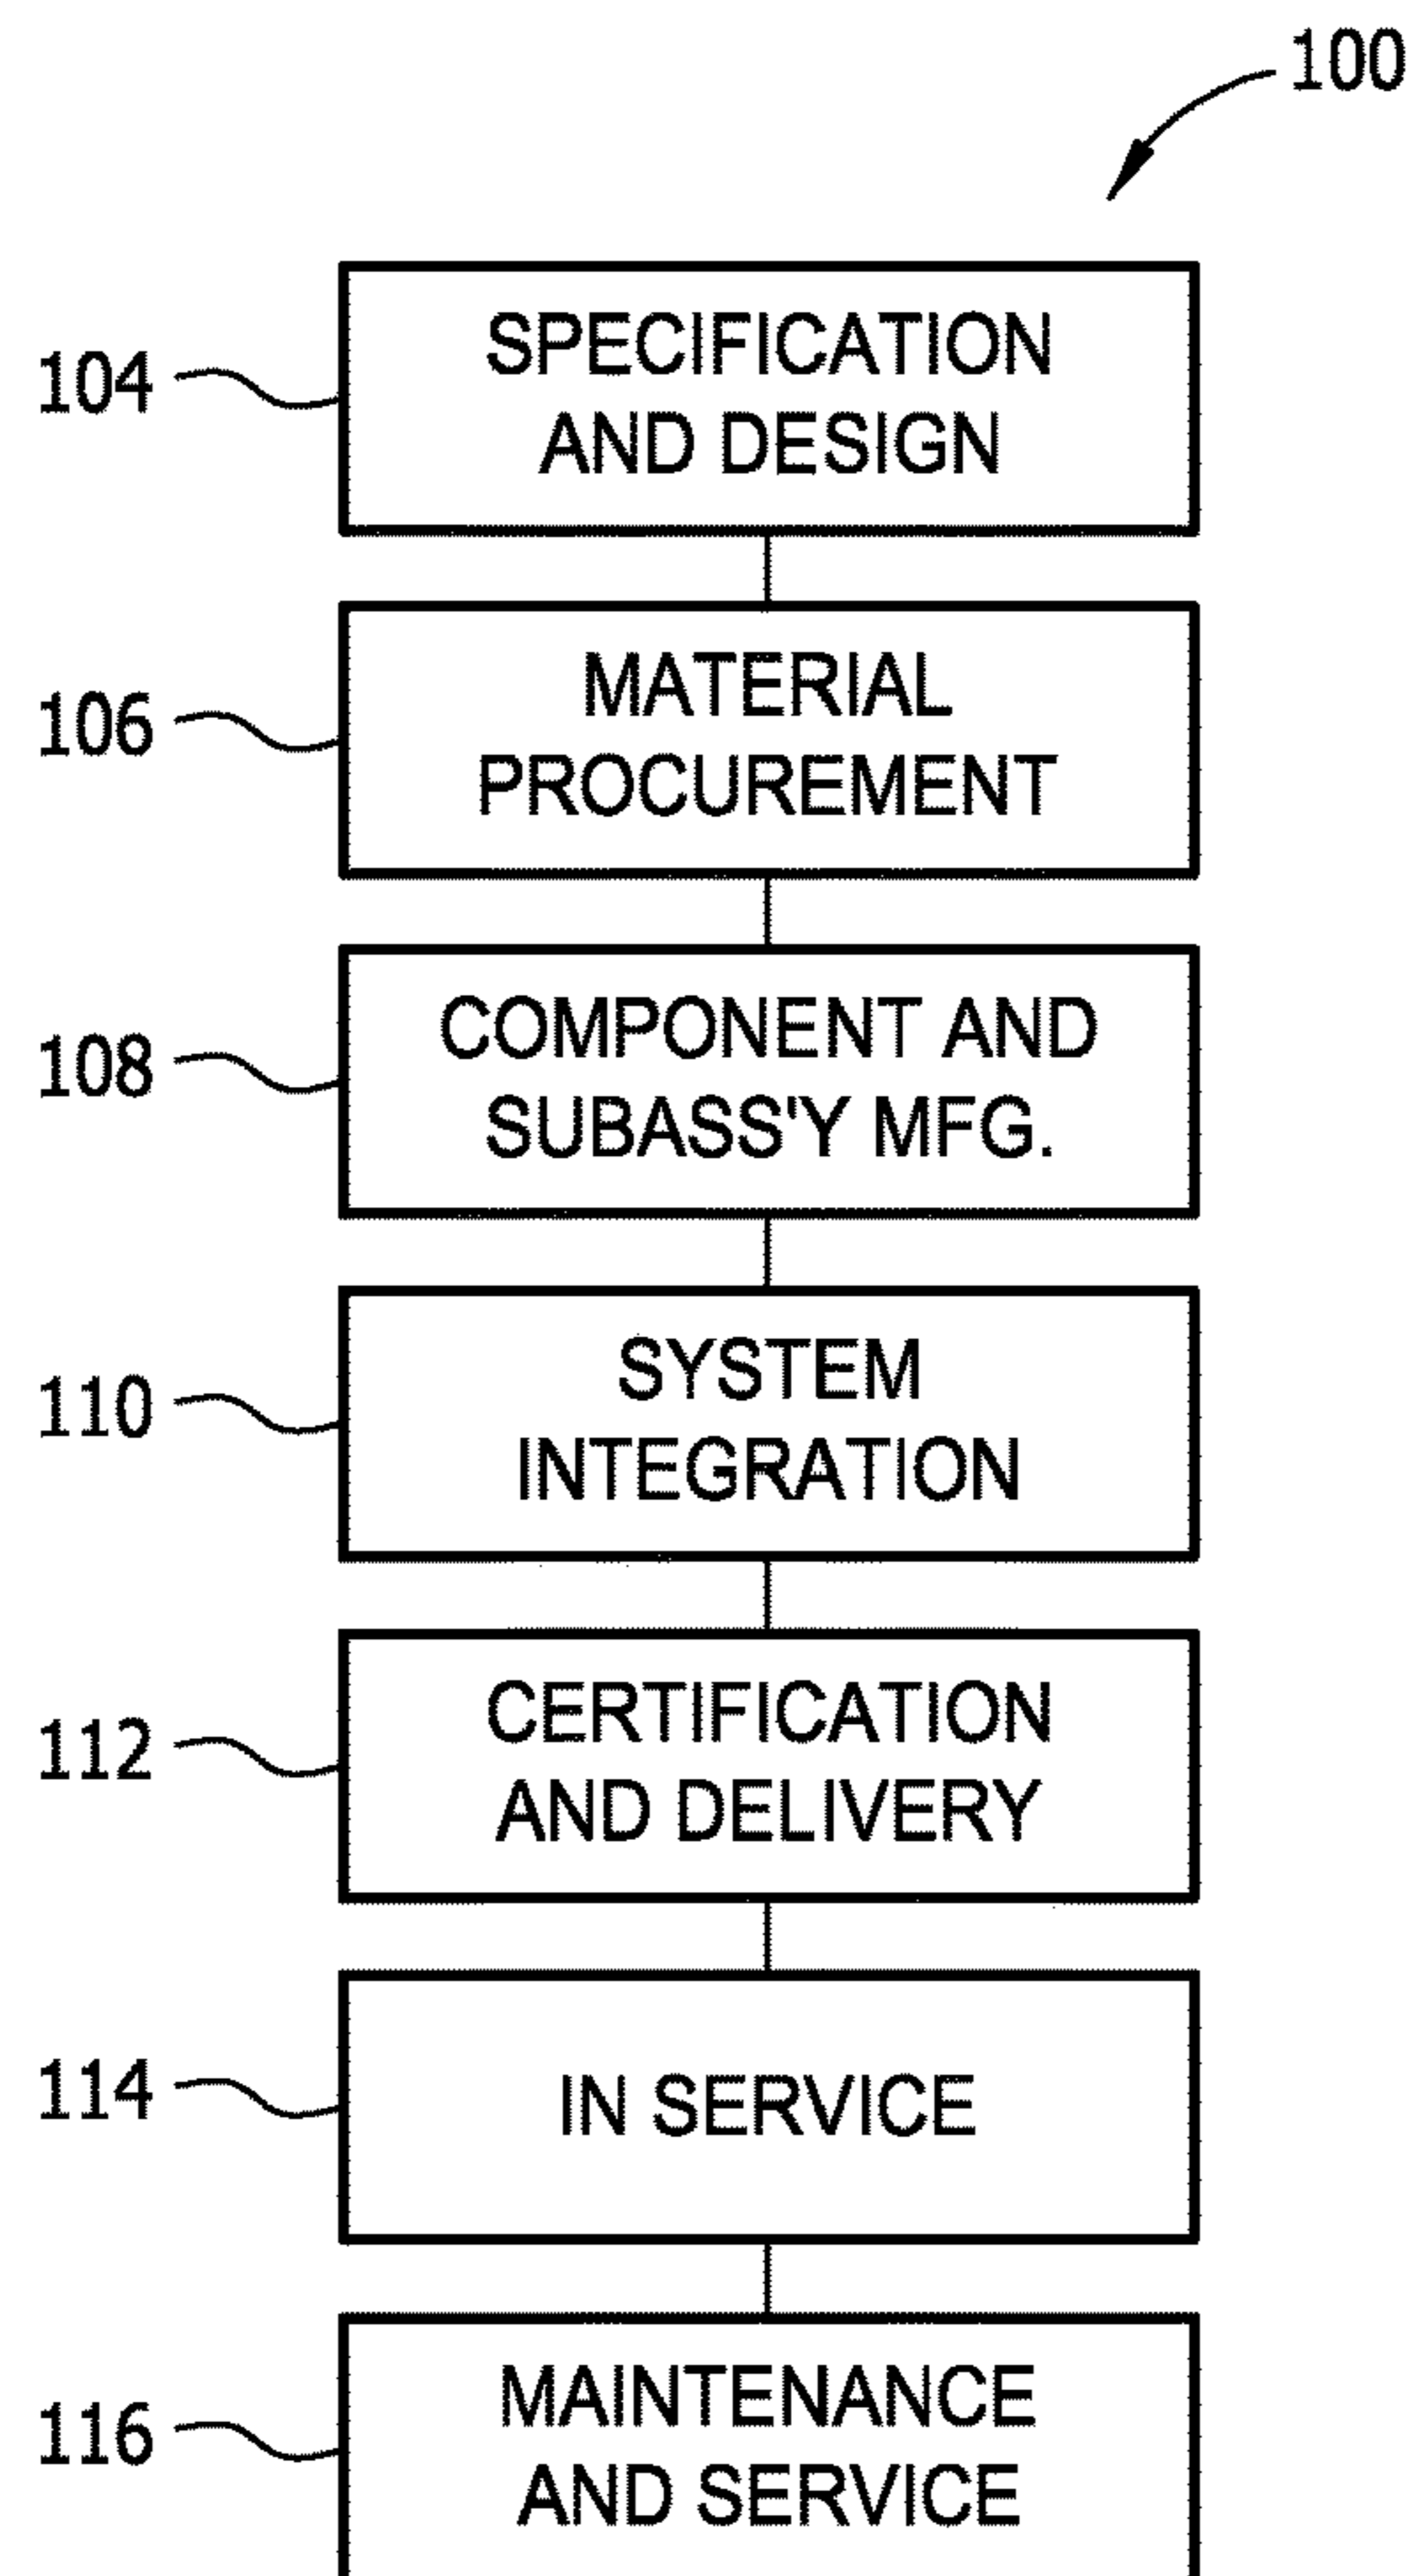 100
104
SPECIFICATION
AND DESIGN
106
MATERIAL
PROCUREMENT
108
COMPONENT AND
SUBASS'Y MFG.
110
SYSTEM
INTEGRATION
112
CERTIFICATION
AND DELIVERY
114
IN SERVICE
116
MAINTENANCE
AND SERVICE